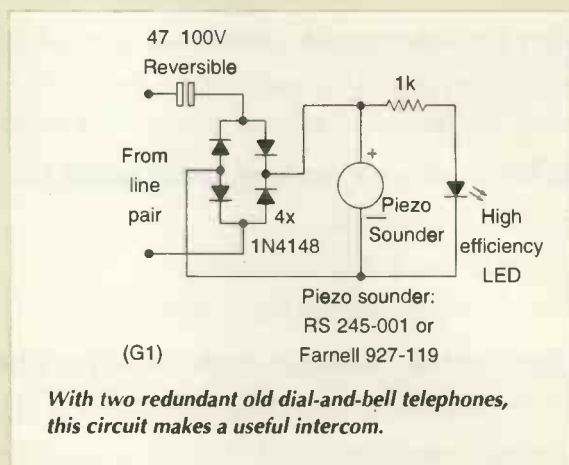 47 100V
Reversible
From
line
pair
4x
1N4148
1k
+
Piezo
—
Sounder
High
efficiency
LED
Piezo sounder:
RS 245-001 or
Farnell 927-119
(G1)
With two redundant old dial-and-bell telephones,
this circuit makes a useful intercom.